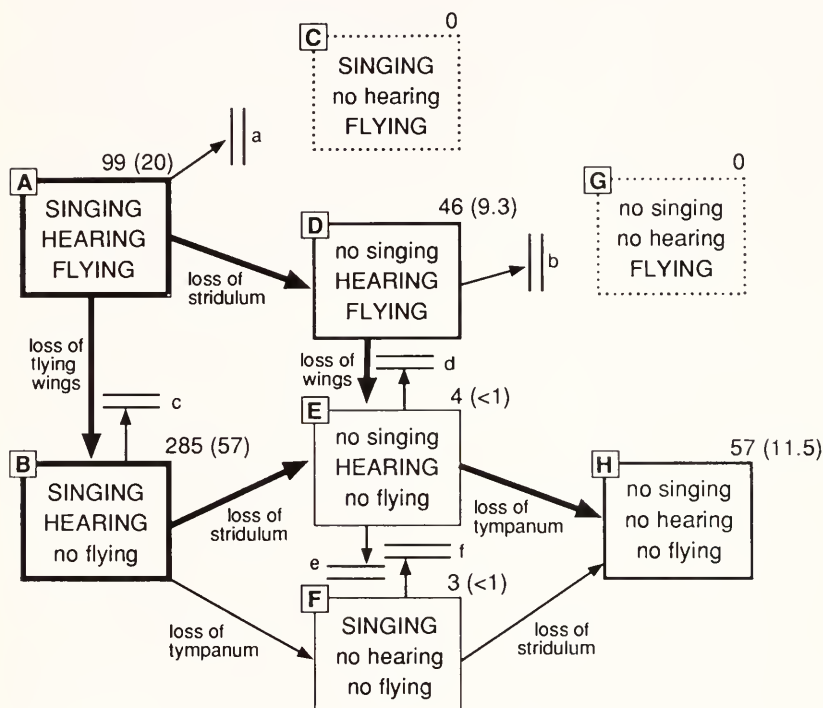 0
C
SINGING
no hearing
FLYING
a
99 (20)
A
SINGING
HEARING
FLYING
0
G
no singing
no hearing
FLYING
46 (9.3)
D
no singing
HEARING
FLYING
b
loss of
stridulum
loss of
flying
wings
loss of
wings
d
c
4 (<1)
E
no singing
HEARING
no flying
285 (57)
B
SINGING
HEARING
no flying
57 (11.5)
H
no singing
no hearing
no flying
loss of
stridulum
loss of
tympanum
e
f
3 (<1)
F
SINGING
no hearing
no flying
loss of
tympanum
loss of
stridulum